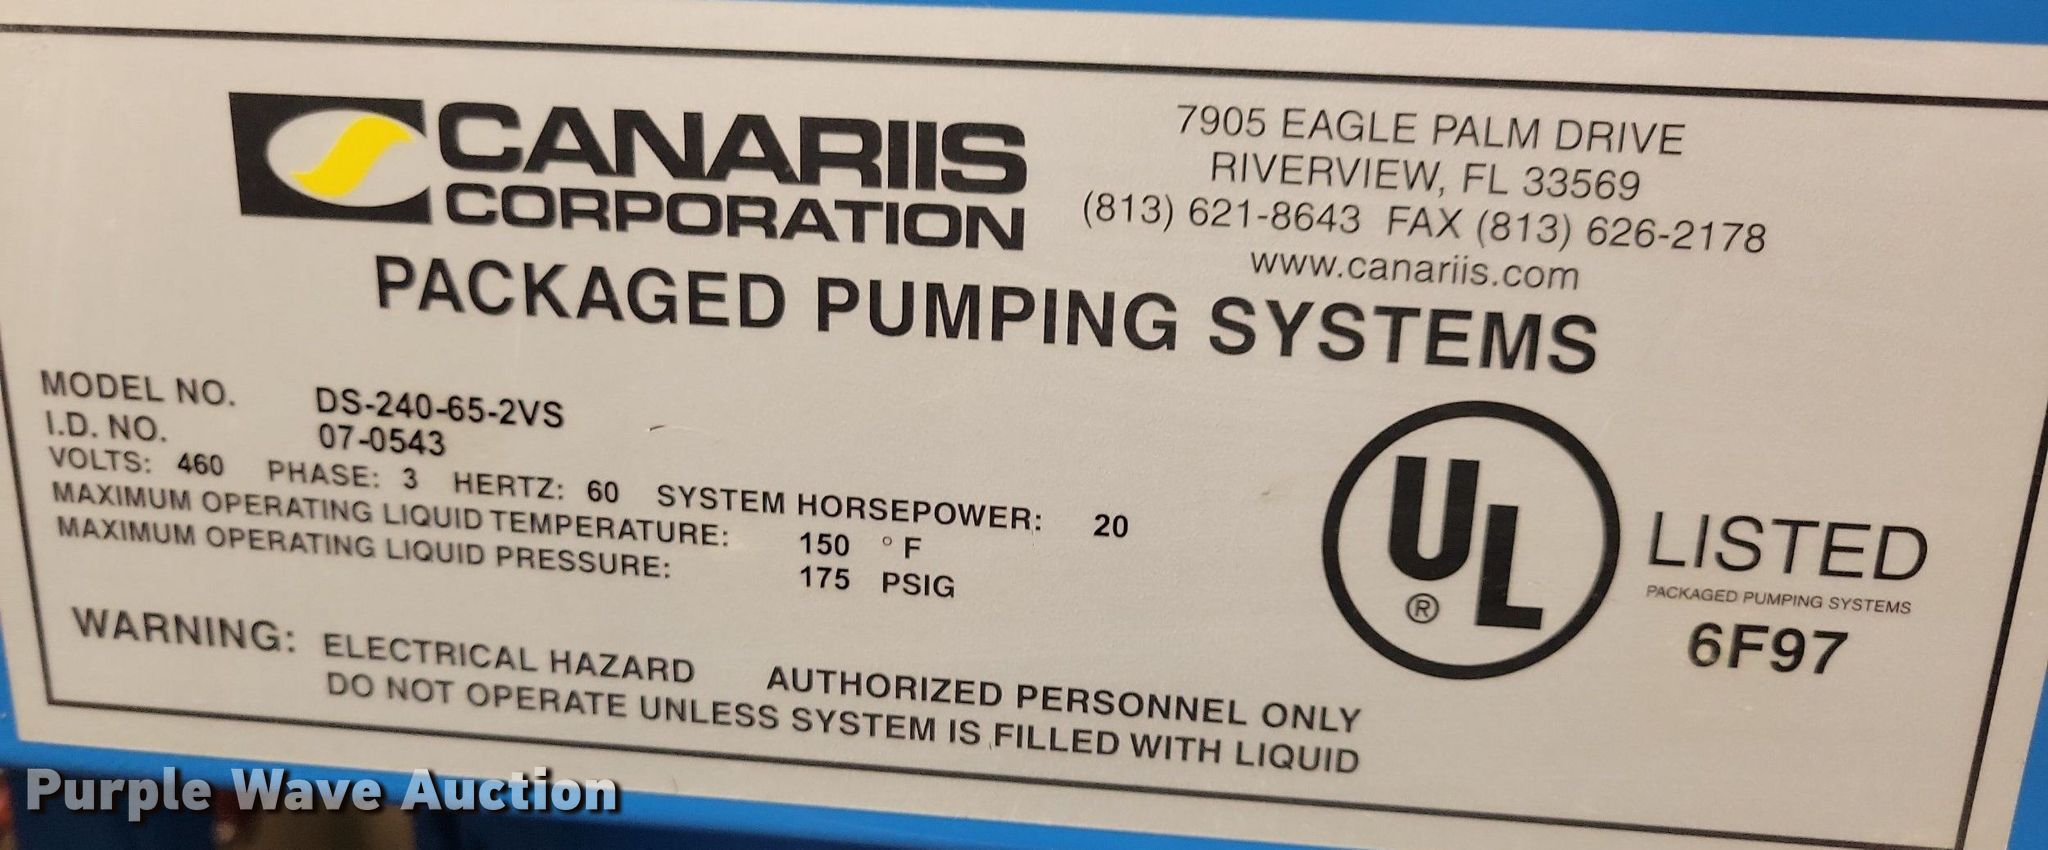 CANARIIS
CORPORATION
7905 EAGLE PALM DRIVE
RIVERVIEW, FL 33569
(813) 621-8643 FAX (813) 626-2178
www.canariis.com
PACKAGED PUMPING SYSTEMS
MODEL NO. DS-240-65-2VS
I.D. NO. 07-0543
VOLTS: 460 PHASE: 3 HERTZ: 60 SYSTEM HORSEPOWER: 20
MAXIMUM OPERATING LIQUID TEMPERATURE: 150 ° F
MAXIMUM OPERATING LIQUID PRESSURE: 175 PSIG
UL
®
LISTED
PACKAGED PUMPING SYSTEMS
6F97
WARNING: ELECTRICAL HAZARD AUTHORIZED PERSONNEL ONLY
DO NOT OPERATE UNLESS SYSTEM IS FILLED WITH LIQUID
Purple Wave Auction